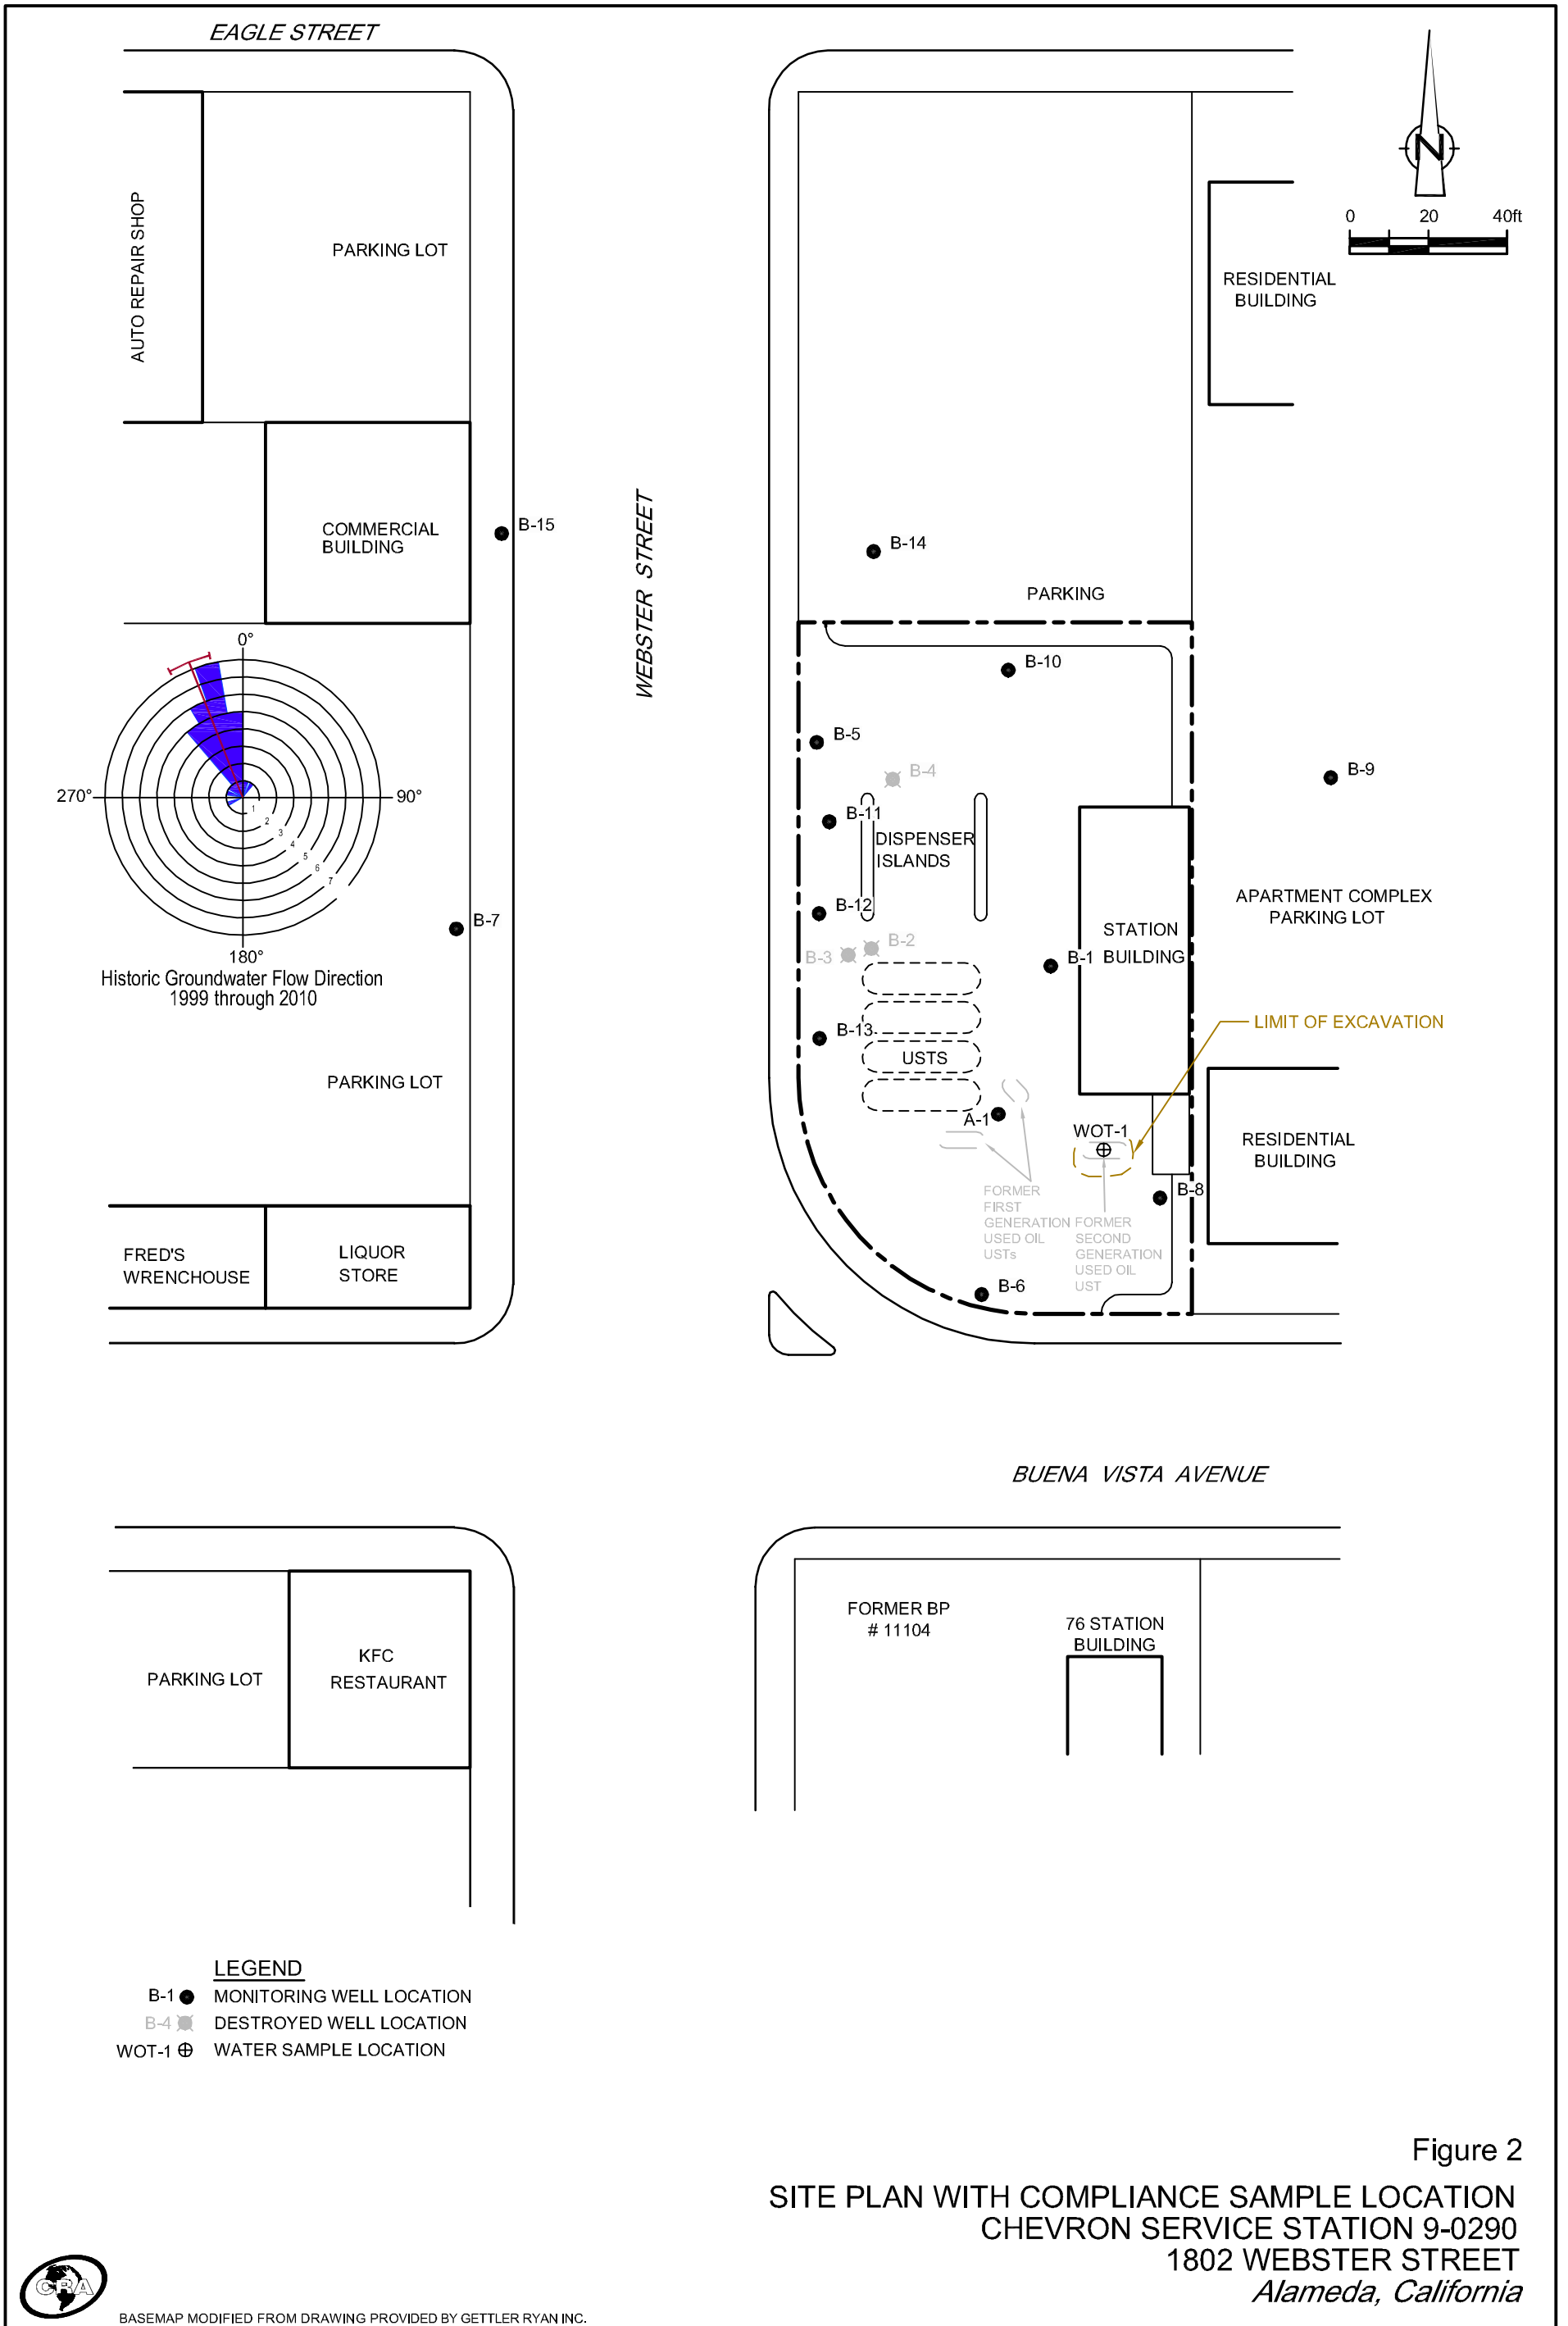 EAGLE STREET
N
0 20 40ft
AUTO REPAIR SHOP
PARKING LOT
RESIDENTIAL
BUILDING
COMMERCIAL
BUILDING
B-15
WEBSTER STREET
B-14
PARKING
0°
270°
90°
180°
1
2
3
4
5
6
7
Historic Groundwater Flow Direction
1999 through 2010
B-7
B-10
B-5
B-4
B-9
B-11
DISPENSER
ISLANDS
B-12
B-2
B-3
B-1
STATION
BUILDING
APARTMENT COMPLEX
PARKING LOT
LIMIT OF EXCAVATION
B-13
USTS
PARKING LOT
A-1
WOT-1
RESIDENTIAL
BUILDING
B-8
FORMER
FIRST
GENERATION
USED OIL
USTs
FORMER
SECOND
GENERATION
USED OIL
UST
B-6
FRED'S
WRENCHOUSE
LIQUOR
STORE
BUENA VISTA AVENUE
PARKING LOT
KFC
RESTAURANT
FORMER BP
# 11104
76 STATION
BUILDING
LEGEND
B-1 MONITORING WELL LOCATION
B-4 DESTROYED WELL LOCATION
WOT-1 WATER SAMPLE LOCATION
Figure 2
SITE PLAN WITH COMPLIANCE SAMPLE LOCATION
CHEVRON SERVICE STATION 9-0290
1802 WEBSTER STREET
Alameda, California
CRA
BASEMAP MODIFIED FROM DRAWING PROVIDED BY GETTLER RYAN INC.